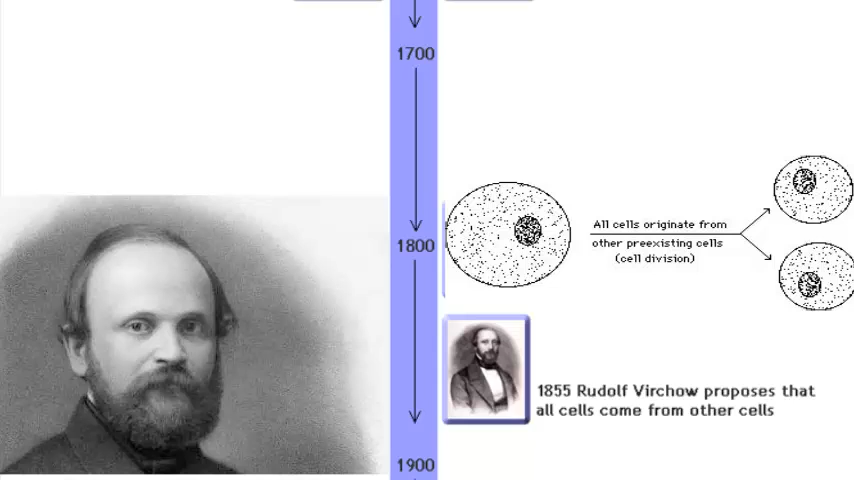 1700
1800
All cells originate from
other preexisting cells
(cell division)
1855 Rudolf Virchow proposes that
all cells come from other cells
1900